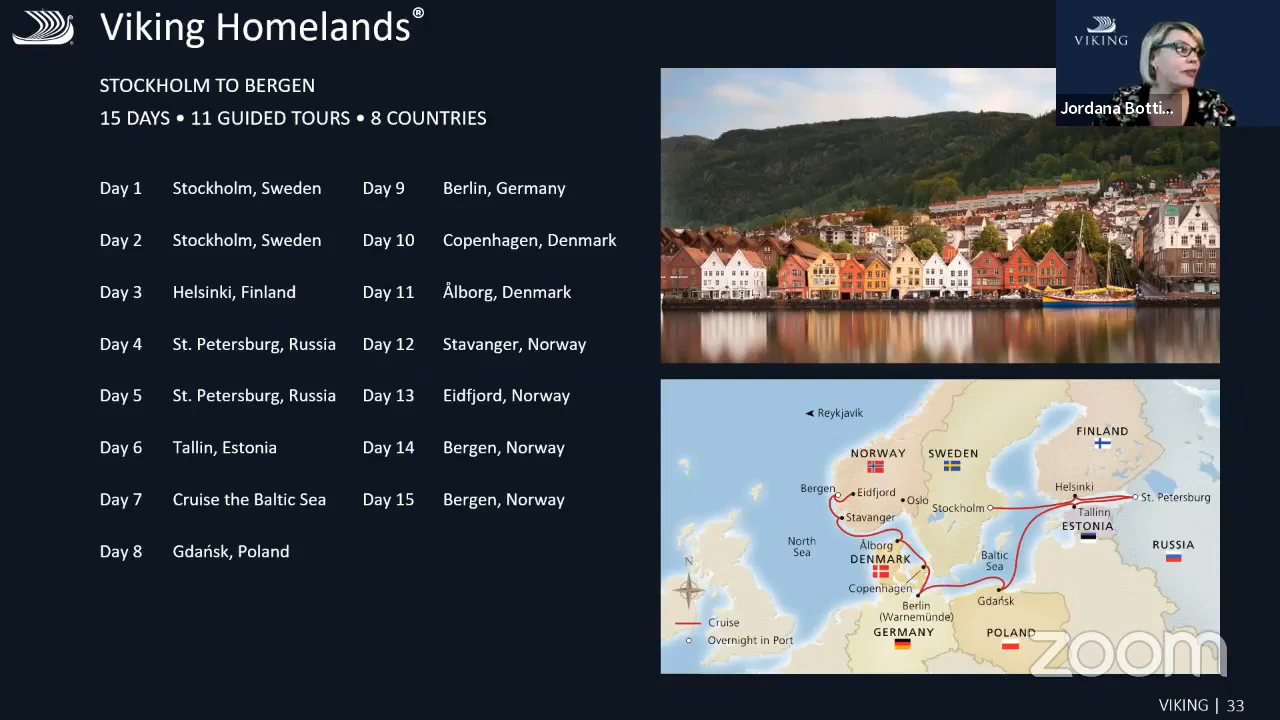 Viking Homelands®
STOCKHOLM TO BERGEN
15 DAYS • 11 GUIDED TOURS • 8 COUNTRIES
Day 1 Stockholm, Sweden
Day 2 Stockholm, Sweden
Day 3 Helsinki, Finland
Day 4 St. Petersburg, Russia
Day 5 St. Petersburg, Russia
Day 6 Tallin, Estonia
Day 7 Cruise the Baltic Sea
Day 8 Gdańsk, Poland
Day 9 Berlin, Germany
Day 10 Copenhagen, Denmark
Day 11 Ålborg, Denmark
Day 12 Stavanger, Norway
Day 13 Eidfjord, Norway
Day 14 Bergen, Norway
Day 15 Bergen, Norway
VIKING
Jordana Botti...
Reykjavík
FINLAND
NORWAY
SWEDEN
Helsinki
Bergen
Eidfjord
Oslo
Stockholm
St. Petersburg
Stavanger
Tallinn
ESTONIA
North
Sea
Ålborg
DENMARK
Baltic
Sea
RUSSIA
Copenhagen
Berlin
(Warnemünde)
Gdańsk
N
Cruise
Overnight in Port
GERMANY
POLAND
zoom
VIKING | 33